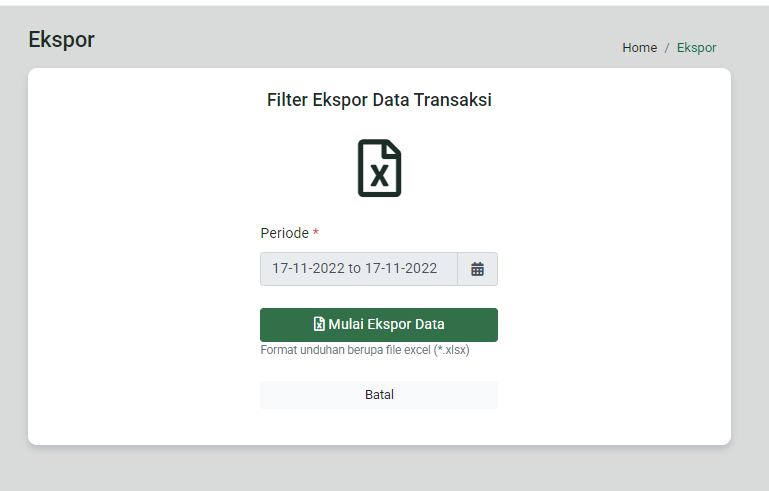 Ekspor
Home / Ekspor
Filter Ekspor Data Transaksi
Periode *
17-11-2022 to 17-11-2022
Mulai Ekspor Data
Format unduhan berupa file excel (*.xlsx)
Batal